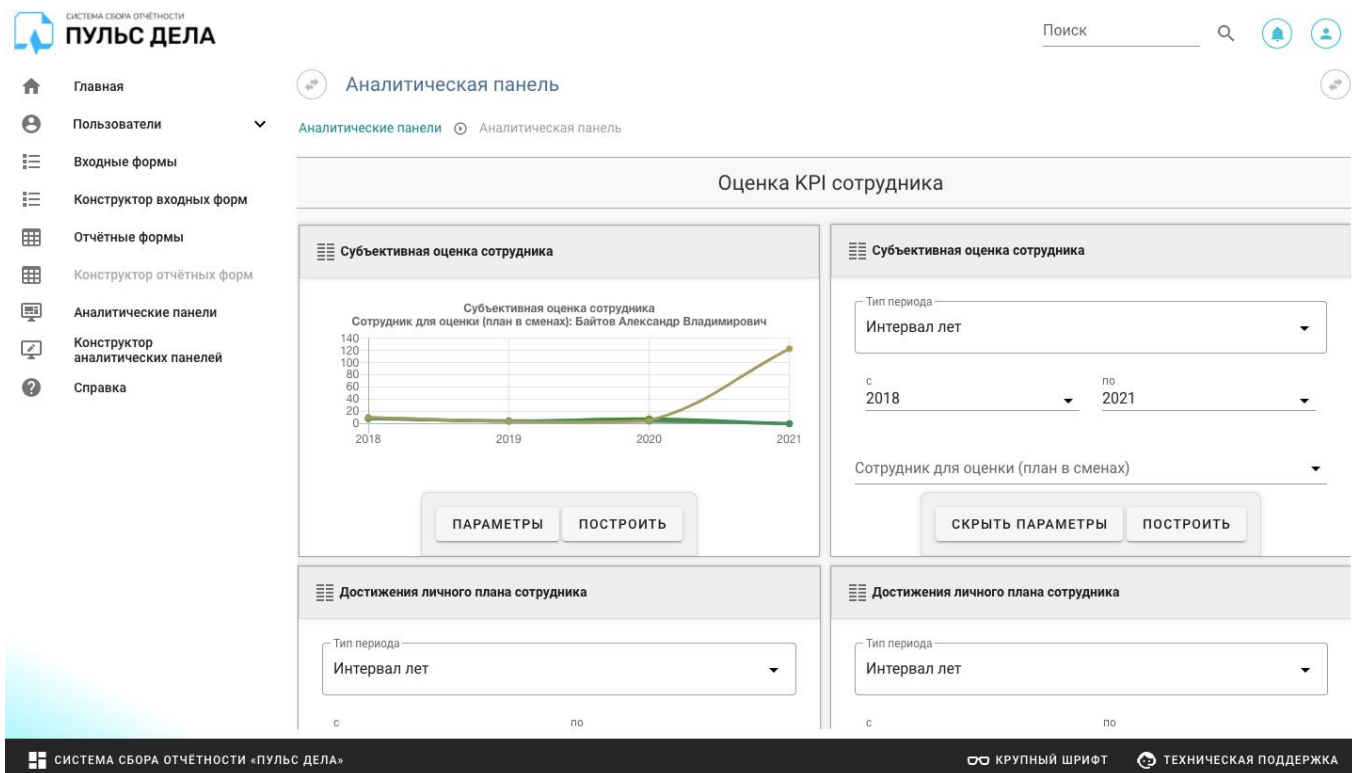 СИСТЕМА СБОРА ОТЧЁТНОСТИ
ПУЛЬС ДЕЛА
Поиск
Главная
Пользователи
Входные формы
Конструктор входных форм
Отчётные формы
Конструктор отчётных форм
Аналитические панели
Конструктор
аналитических панелей
Справка
Аналитическая панель
Аналитические панели Аналитическая панель
Оценка KPI сотрудника
Субъективная оценка сотрудника
Субъективная оценка сотрудника
Сотрудник для оценки (план в сменах): Байтов Александр Владимирович
140
120
100
80
60
40
20
0
2018 2019 2020 2021
ПАРАМЕТРЫ ПОСТРОИТЬ
Субъективная оценка сотрудника
Тип периода
Интервал лет
с по
2018 2021
Сотрудник для оценки (план в сменах)
СКРЫТЬ ПАРАМЕТРЫ ПОСТРОИТЬ
Достижения личного плана сотрудника
Тип периода
Интервал лет
с по
Достижения личного плана сотрудника
Тип периода
Интервал лет
с по
СИСТЕМА СБОРА ОТЧЁТНОСТИ «ПУЛЬС ДЕЛА»
КРУПНЫЙ ШРИФТ ТЕХНИЧЕСКАЯ ПОДДЕРЖКА